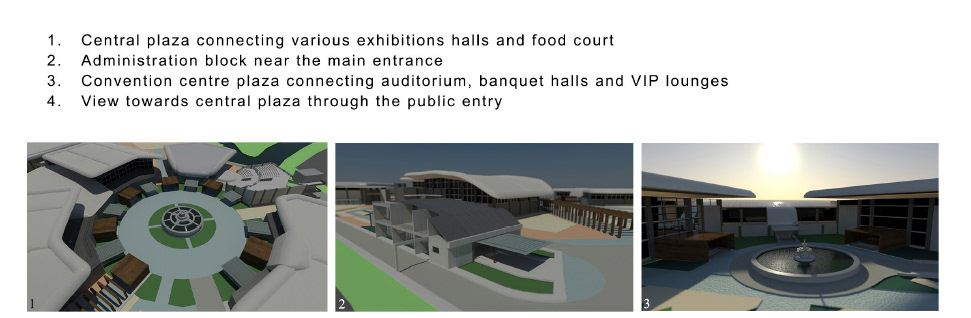 1. Central plaza connecting various exhibitions halls and food court
2. Administration block near the main entrance
3. Convention centre plaza connecting auditorium, banquet halls and VIP lounges
4. View towards central plaza through the public entry
1
2
3